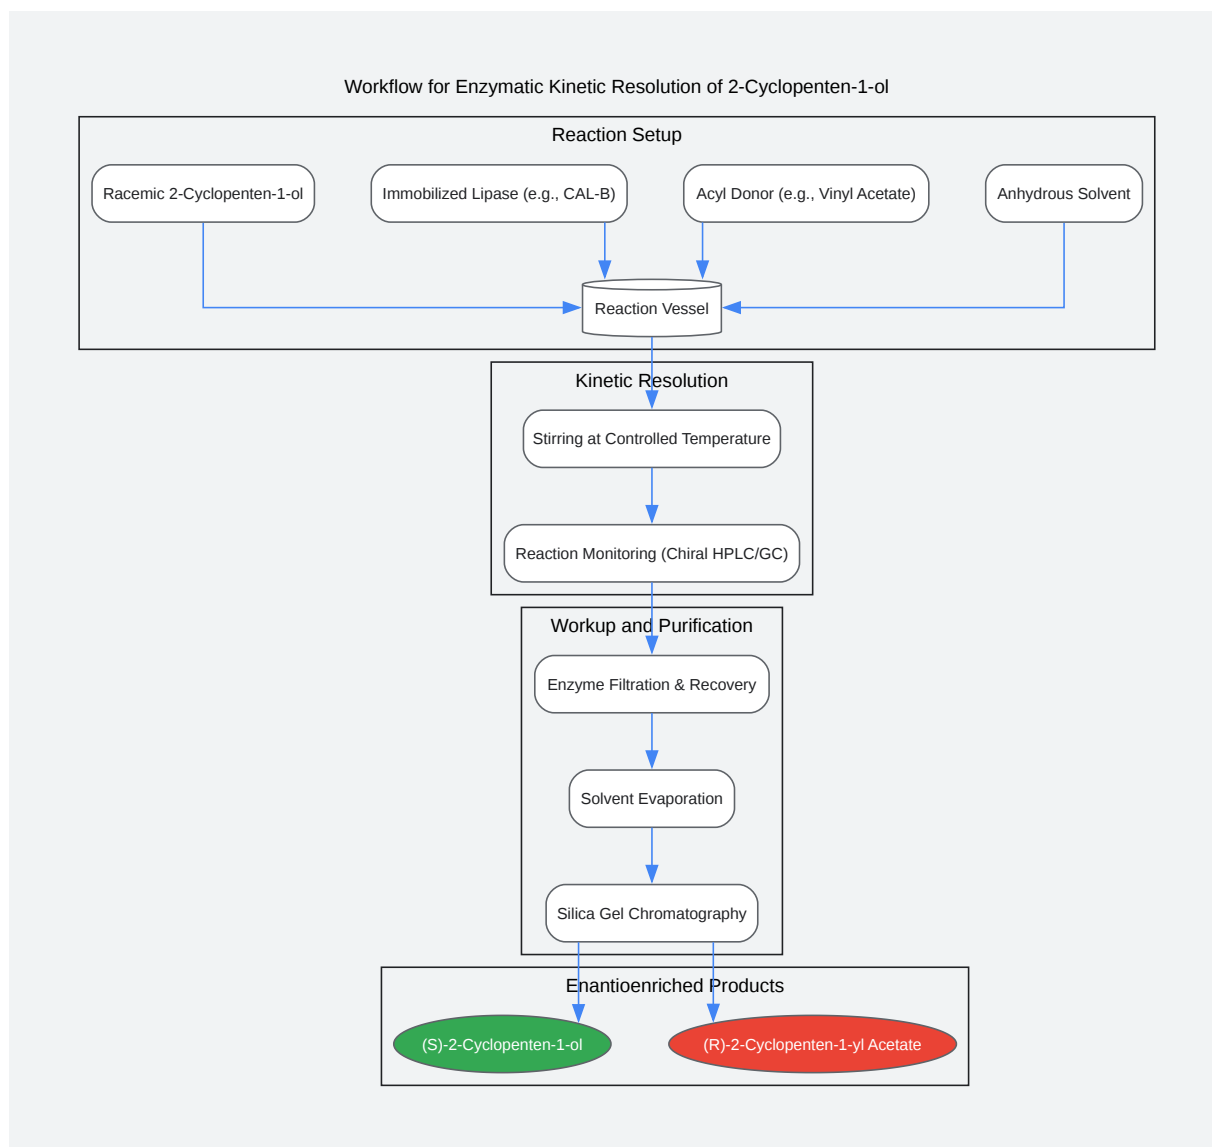 Workflow for Enzymatic Kinetic Resolution of 2-Cyclopenten-1-ol
Reaction Setup
Racemic 2-Cyclopenten-1-ol
Immobilized Lipase (e.g., CAL-B)
Acyl Donor (e.g., Vinyl Acetate)
Anhydrous Solvent
Reaction Vessel
Kinetic Resolution
Stirring at Controlled Temperature
Reaction Monitoring (Chiral HPLC/GC)
Workup and Purification
Enzyme Filtration & Recovery
Solvent Evaporation
Silica Gel Chromatography
Enantioenriched Products
(S)-2-Cyclopenten-1-ol
(R)-2-Cyclopenten-1-yl Acetate